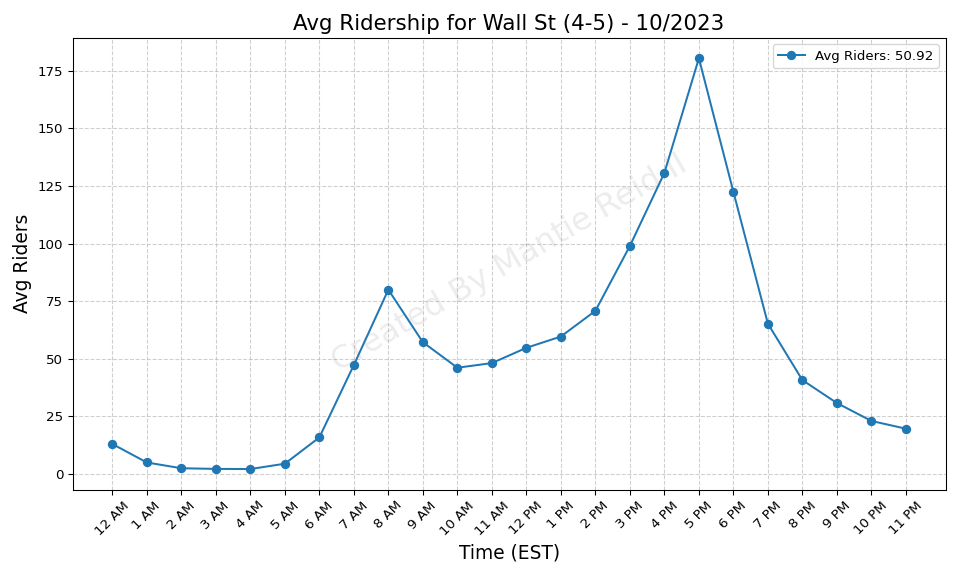 Avg Ridership for Wall St (4-5) - 10/2023
Avg Riders: 50.92
175
150
125
100
75
50
25
0
Avg Riders
Created By Mantle Reidal
12 AM
1 AM
2 AM
3 AM
4 AM
5 AM
6 AM
7 AM
8 AM
9 AM
10 AM
11 AM
12 PM
1 PM
2 PM
3 PM
4 PM
5 PM
6 PM
7 PM
8 PM
9 PM
10 PM
11 PM
Time (EST)